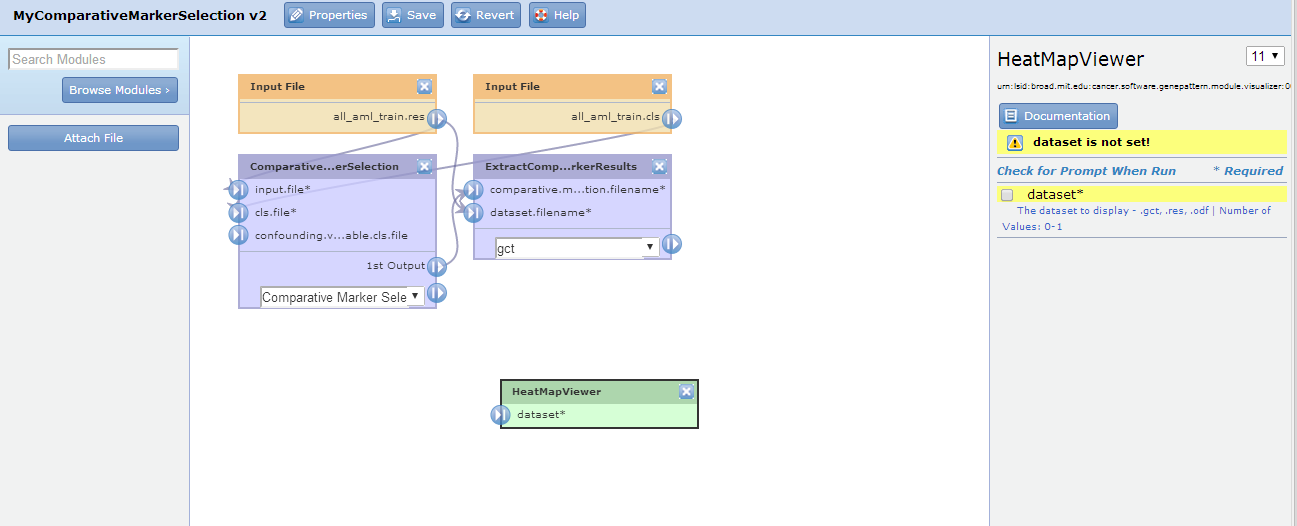 MyComparativeMarkerSelection v2
Properties
Save
Revert
Help
Search Modules
Browse Modules ›
Attach File
Input File
all_aml_train.res
Input File
all_aml_train.cls
Comparative...erSelection
input.file*
cls.file*
confounding.v...able.cls.file
1st Output
Comparative Marker Sele
ExtractComp...rkerResults
comparative.m...tion.filename*
dataset.filename*
gct
HeatMapViewer
dataset*
HeatMapViewer
11
urn:lsid:broad.mit.edu:cancer.software.genepattern.module.visualizer:0
Documentation
dataset is not set!
Check for Prompt When Run * Required
dataset*
The dataset to display - .gct, .res, .odf | Number of
Values: 0-1